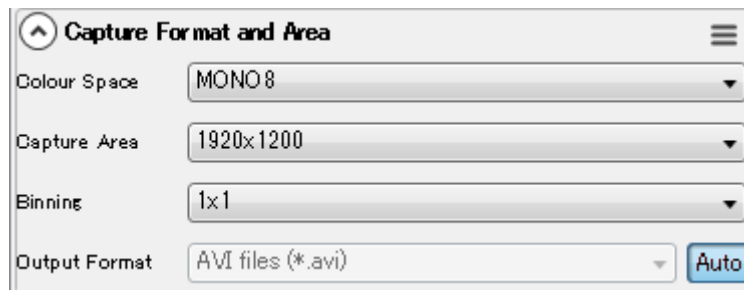 Capture Format and Area
Colour Space MONO8
Capture Area 1920x1200
Binning 1x1
Output Format AVI files (*.avi) Auto